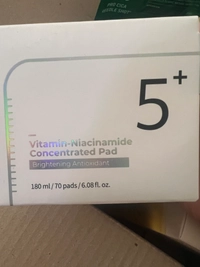 5+
Vitamin-Niacinamide
Concentrated Pad
Brightening Antioxidant
180 ml / 70 pads / 6.08 fl. oz.